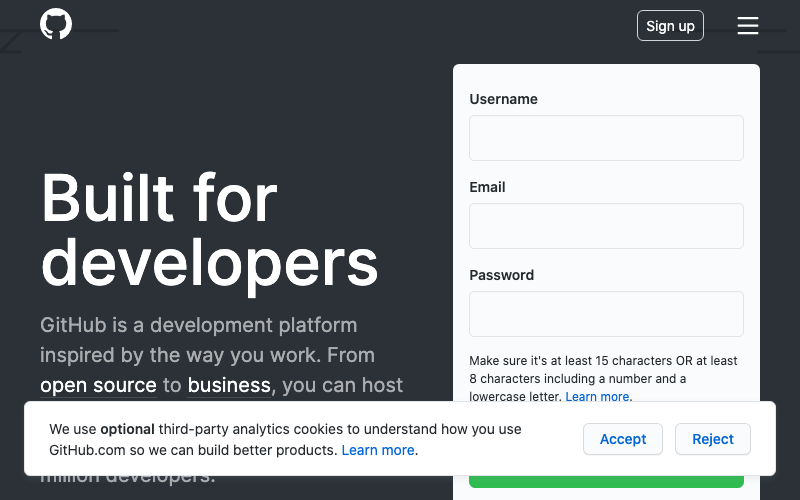 Sign up
Built for
developers
GitHub is a development platform
inspired by the way you work. From
open source to business, you can host
million developers.
Username
Email
Password
Make sure it's at least 15 characters OR at least
8 characters including a number and a
lowercase letter. Learn more.
We use optional third-party analytics cookies to understand how you use
GitHub.com so we can build better products. Learn more.
Accept
Reject